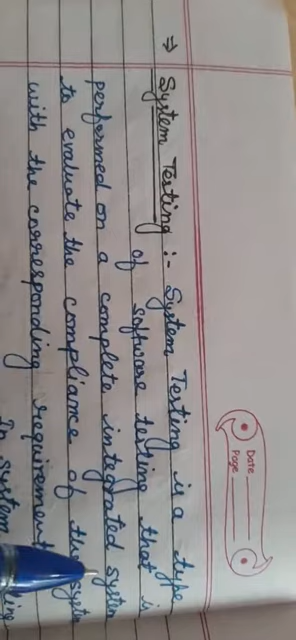 Date
Page
⇒ System Testing :- System Testing is a type
of software testing that is
performed on a complete integrated system
to evaluate the compliance of the system
with the corresponding requirement
In system